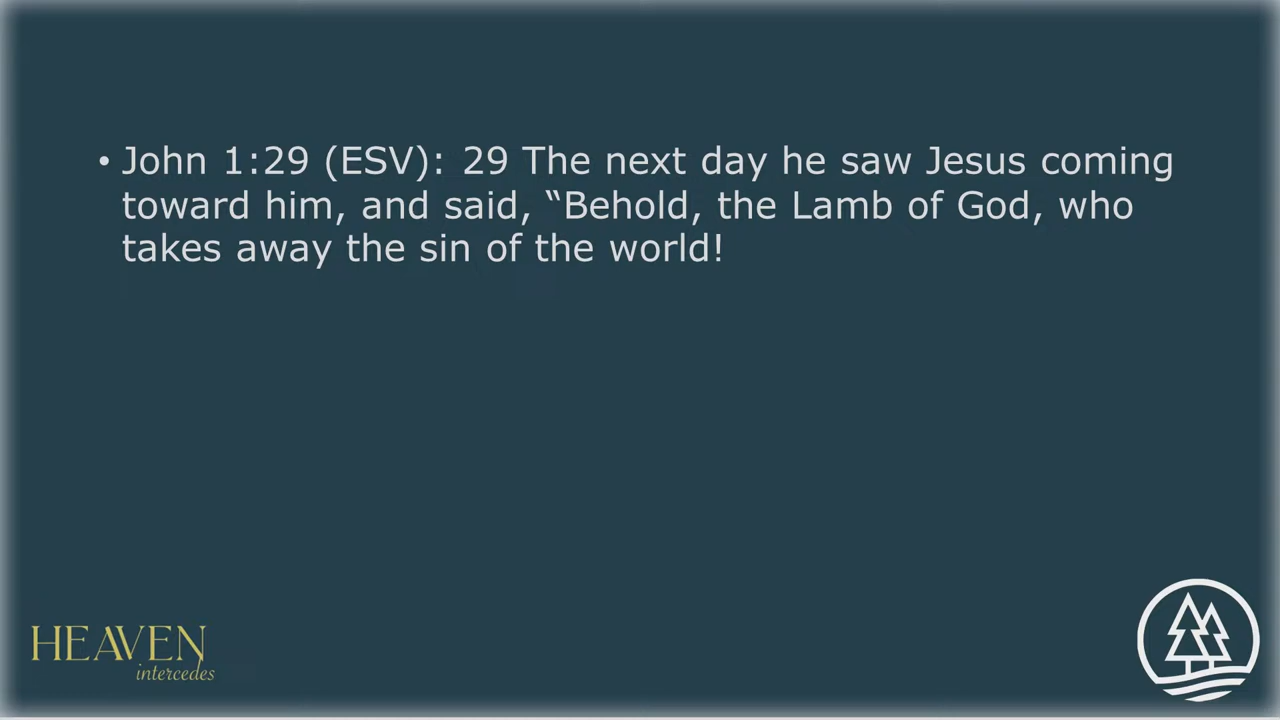 • John 1:29 (ESV): 29 The next day he saw Jesus coming
toward him, and said, “Behold, the Lamb of God, who
takes away the sin of the world!
HEAVEN
intercedes